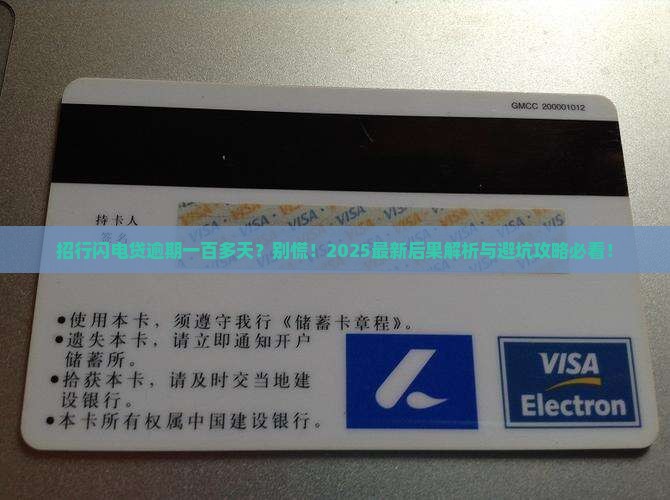 GMCC 200001012
持卡人
招行闪电贷逾期一百多天？别慌！2025最新后果解析与避坑攻略必看！
●使用本卡，须遵守我行《储蓄卡章程》。
●遗失本卡，请立即通知开户
储蓄所。
●拾获本卡，请及时交当地建
设银行。
●本卡所有权属中国建设银行。
VISA
Electron